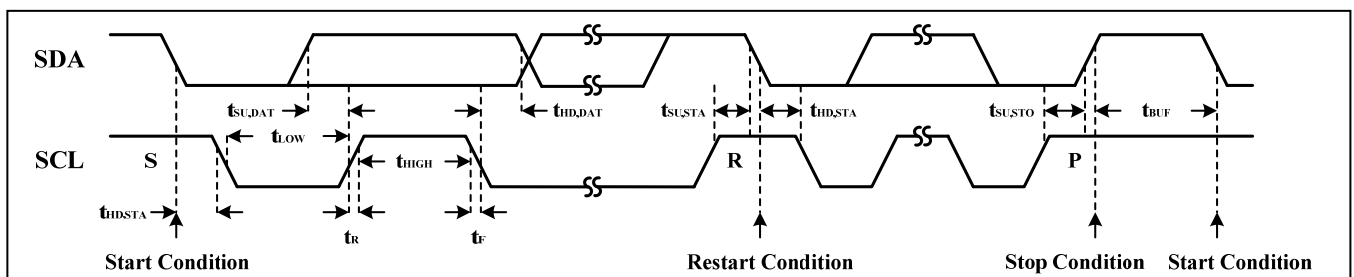 SDA
tSU,DAT
tHD,DAT
tSU,STA
tHD,STA
tSU,STO
tBUF
tLOW
SCL
S
tHIGH
R
P
tHD,STA
tR
tF
Start Condition
Restart Condition
Stop Condition
Start Condition